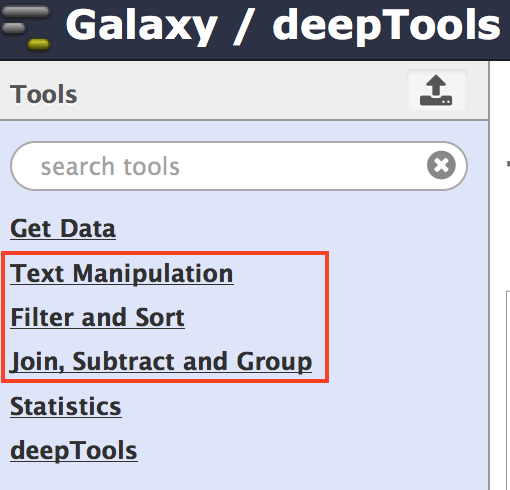 Galaxy / deepTools
Tools
search tools
Get Data
Text Manipulation
Filter and Sort
Join, Subtract and Group
Statistics
deepTools